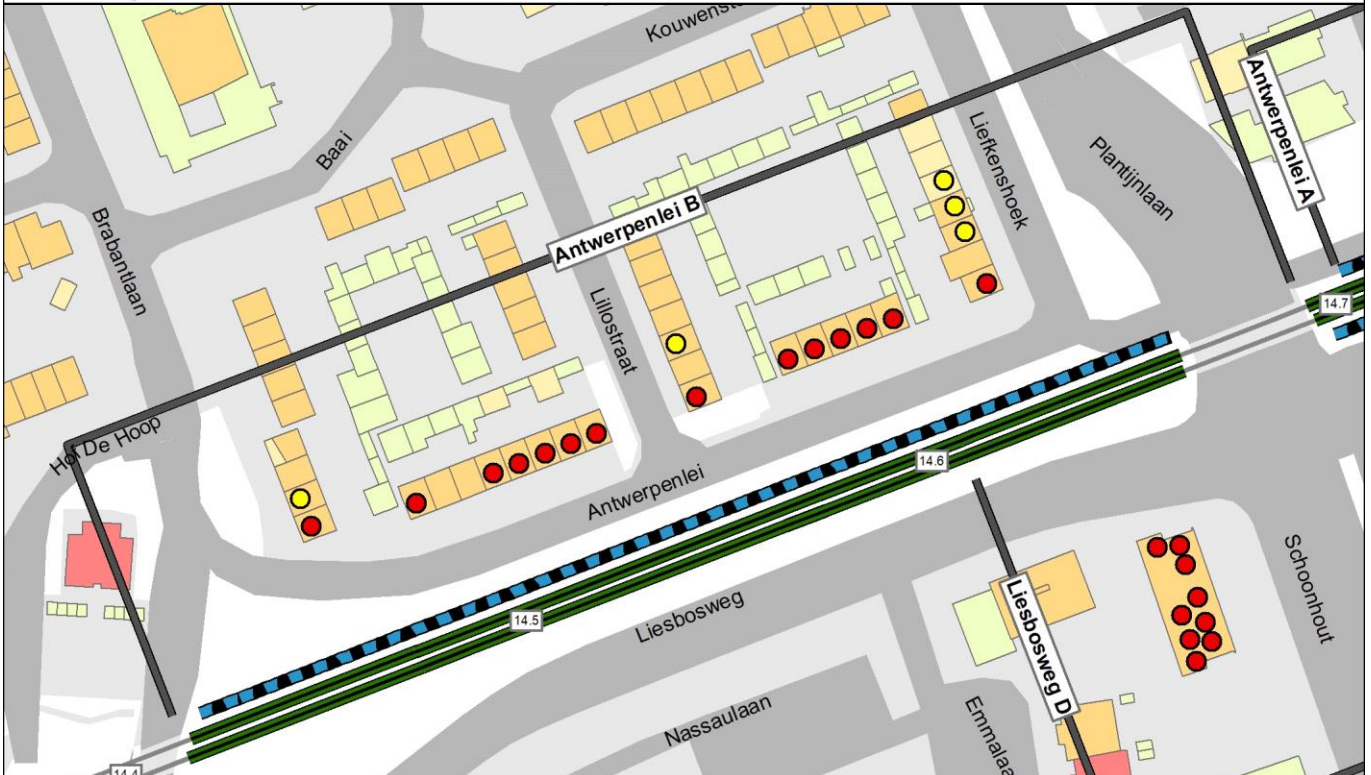 Kouwenst
Antwerpenlei A
Liefkenshoek
Plantijnlaan
Baai
Antwerpenlei B
Brabantlaan
Lillostraat
14.7
Hof De Hoop
14.6
Antwerpenlei
Schoonhout
Liesbosweg
14.5
Liesbosweg D
Nassaulaan
Emmalaa
14.4